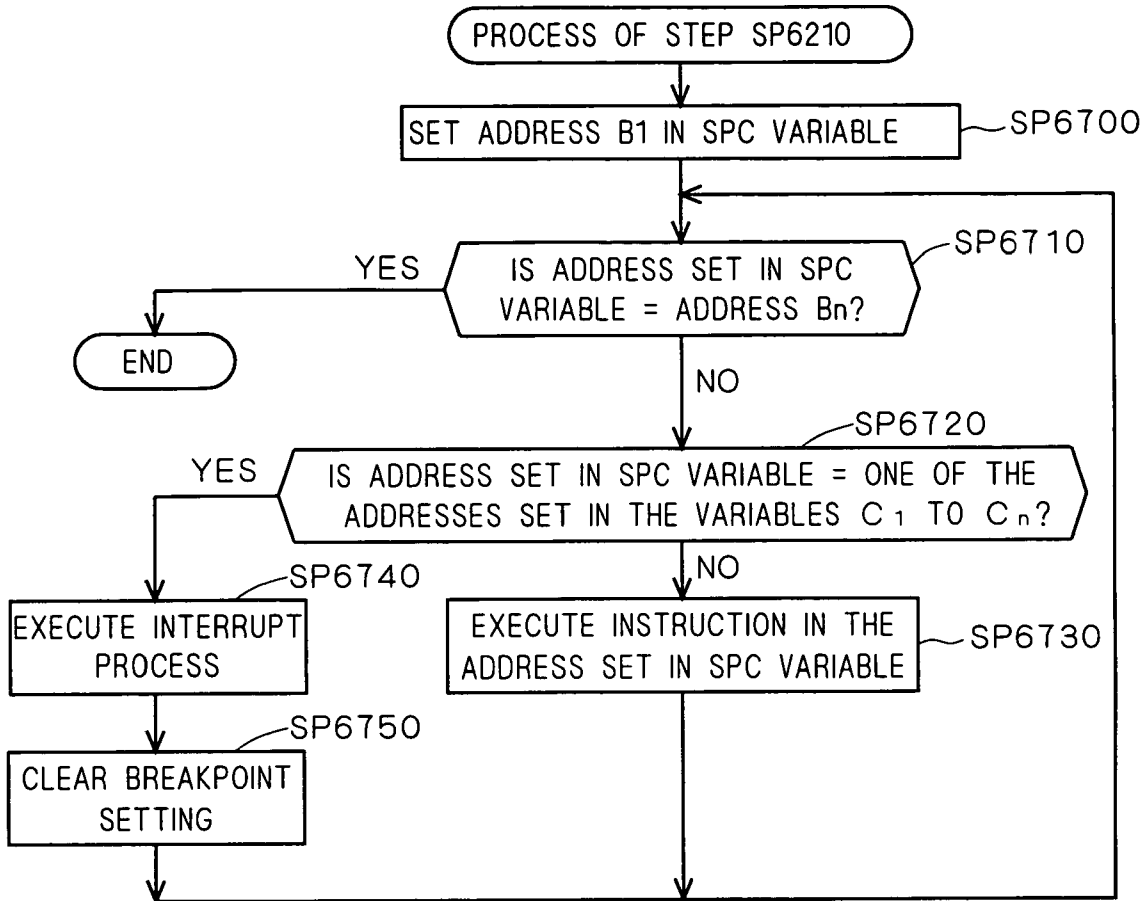 PROCESS OF STEP SP6210
SET ADDRESS B1 IN SPC VARIABLE
SP6700
SP6710
YES
IS ADDRESS SET IN SPC
VARIABLE = ADDRESS Bn?
END
NO
SP6720
YES
IS ADDRESS SET IN SPC VARIABLE = ONE OF THE
ADDRESSES SET IN THE VARIABLES C₁ TO Cn?
NO
SP6740
EXECUTE INTERRUPT
PROCESS
EXECUTE INSTRUCTION IN THE
ADDRESS SET IN SPC VARIABLE
SP6730
SP6750
CLEAR BREAKPOINT
SETTING